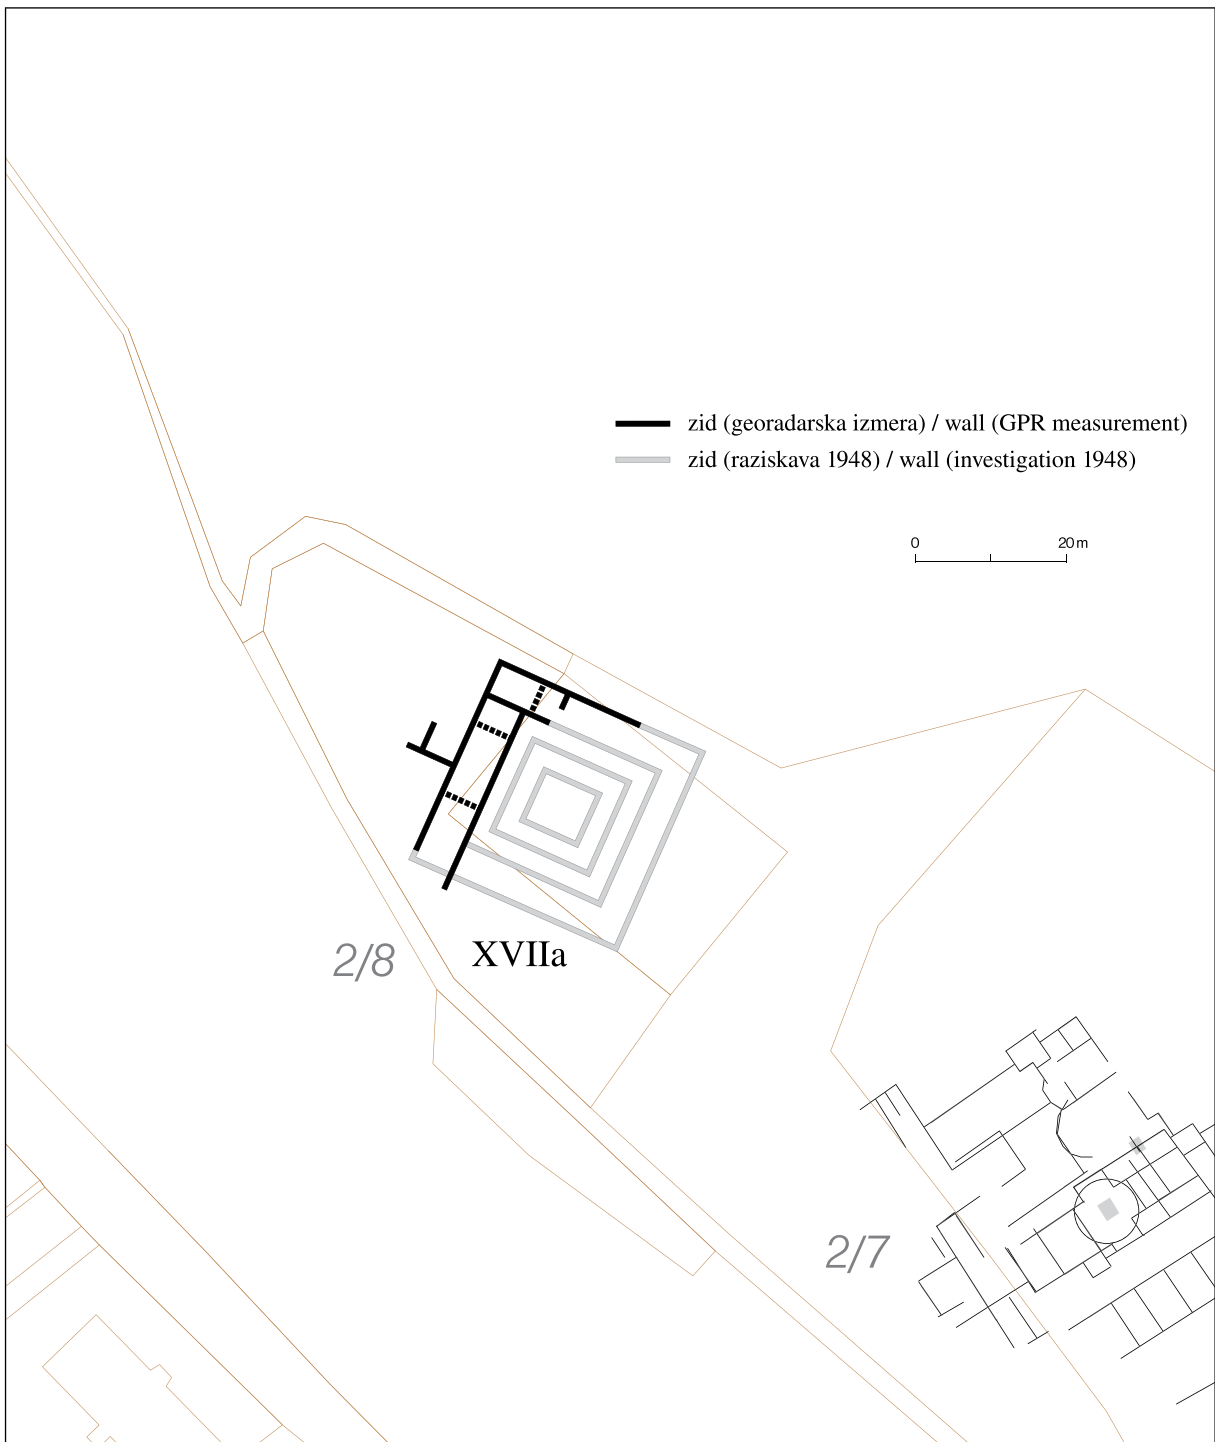 zid (georadarska izmera) / wall (GPR measurement)
zid (raziskava 1948) / wall (investigation 1948)
0 20 m
2/8
XVIIa
2/7